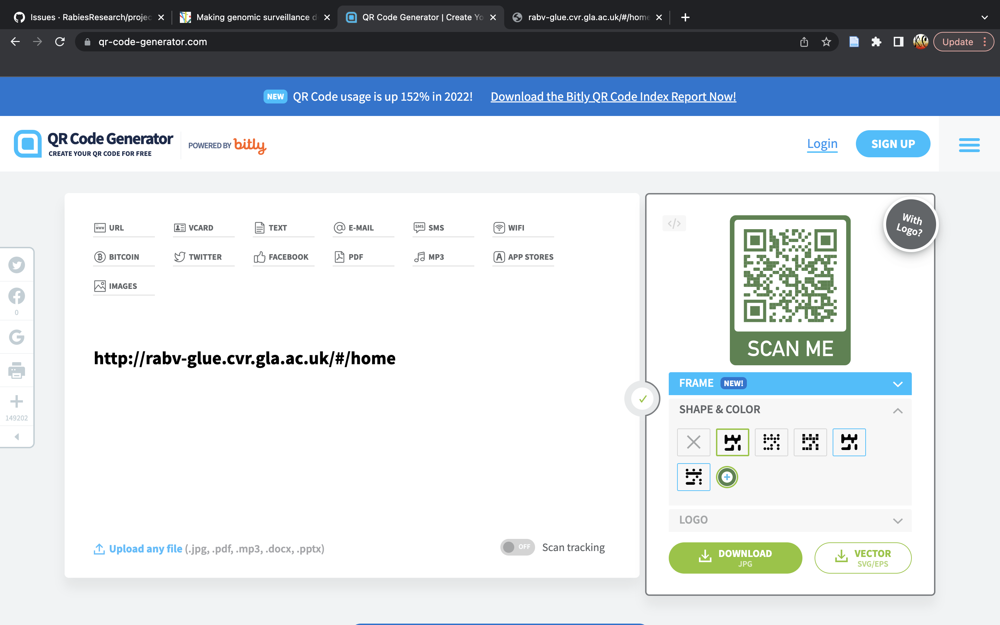 Issues · RabiesResearch/projec
Making genomic surveillance d
QR Code Generator | Create Yo
rabv-glue.cvr.gla.ac.uk/#/home
qr-code-generator.com
Update
NEW QR Code usage is up 152% in 2022! Download the Bitly QR Code Index Report Now!
QR Code Generator
CREATE YOUR QR CODE FOR FREE
POWERED BY bitly
Login
SIGN UP
With
Logo?
</>
WWW URL
VCARD
TEXT
E-MAIL
SMS SMS
WIFI
BITCOIN
TWITTER
FACEBOOK
PDF
MP3
APP STORES
IMAGES
0
149202
http://rabv-glue.cvr.gla.ac.uk/#/home
Upload any file (.jpg, .pdf, .mp3, .docx, .pptx)
OFF Scan tracking
SCAN ME
FRAME NEW!
SHAPE & COLOR
LOGO
DOWNLOAD
JPG
VECTOR
SVG/EPS